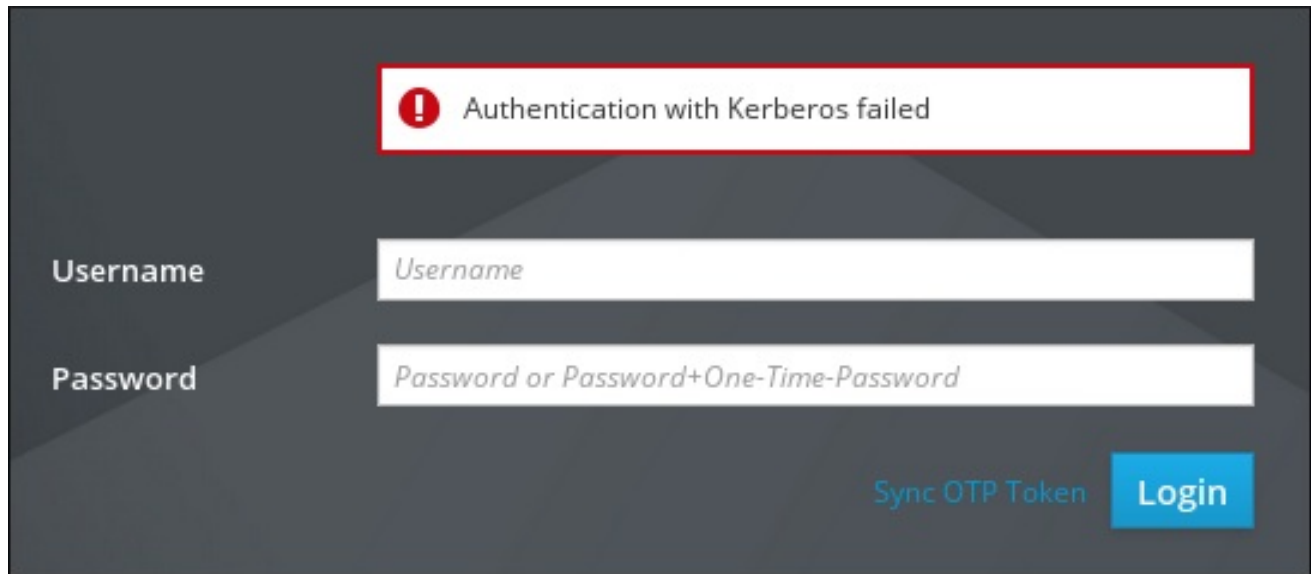 Authentication with Kerberos failed
Username
Username
Password
Password or Password+One-Time-Password
Sync OTP Token
Login